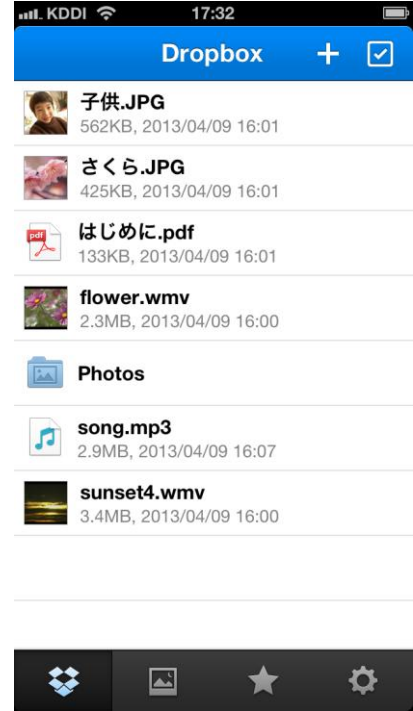 KDDI 17:32
Dropbox
子供.JPG
562KB, 2013/04/09 16:01
さくら.JPG
425KB, 2013/04/09 16:01
pdf
はじめに.pdf
133KB, 2013/04/09 16:01
flower.wmv
2.3MB, 2013/04/09 16:00
Photos
song.mp3
2.9MB, 2013/04/09 16:07
sunset4.wmv
3.4MB, 2013/04/09 16:00